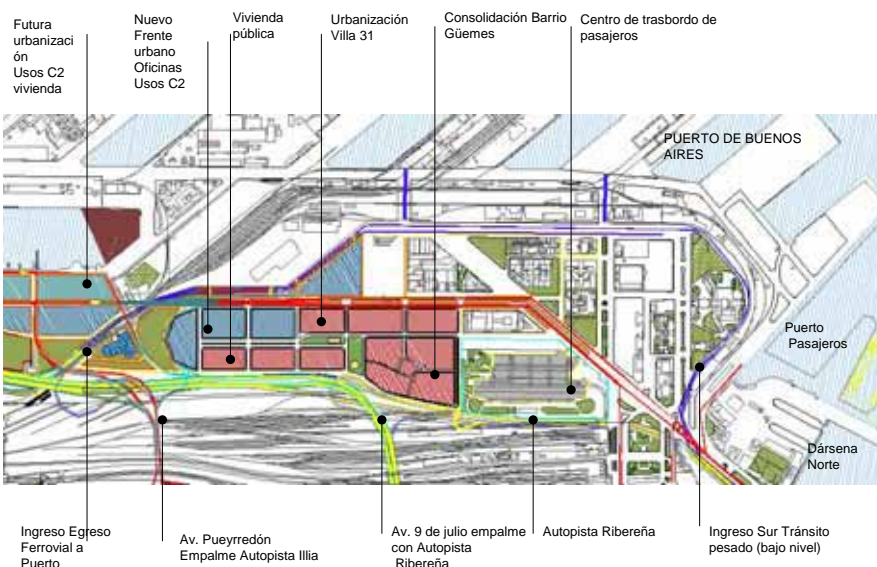 Futura
urbanizaci
ón
Usos C2
vivienda
Nuevo
Frente
urbano
Oficinas
Usos C2
Vivienda
pública
Urbanización
Villa 31
Consolidación Barrio
Güemes
Centro de trasbordo de
pasajeros
PUERTO DE BUENOS
AIRES
Puerto
Pasajeros
Dársena
Norte
Ingreso Egreso
Ferrovial a
Puerto
Av. Pueyrredón
Empalme Autopista Illia
Av. 9 de julio empalme
con Autopista
Ribereña
Autopista Ribereña
Ingreso Sur Tránsito
pesado (bajo nivel)